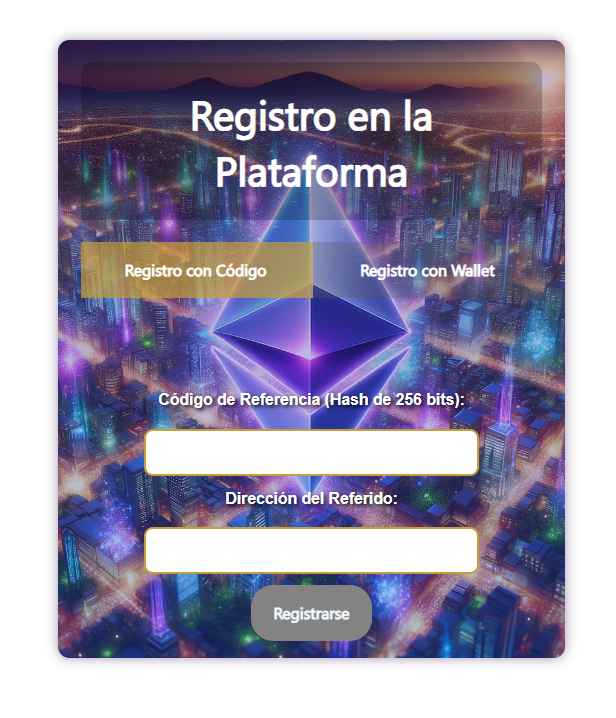 Registro en la
Plataforma
Registro con Código
Registro con Wallet
Código de Referencia (Hash de 256 bits):
Dirección del Referido:
Registrarse